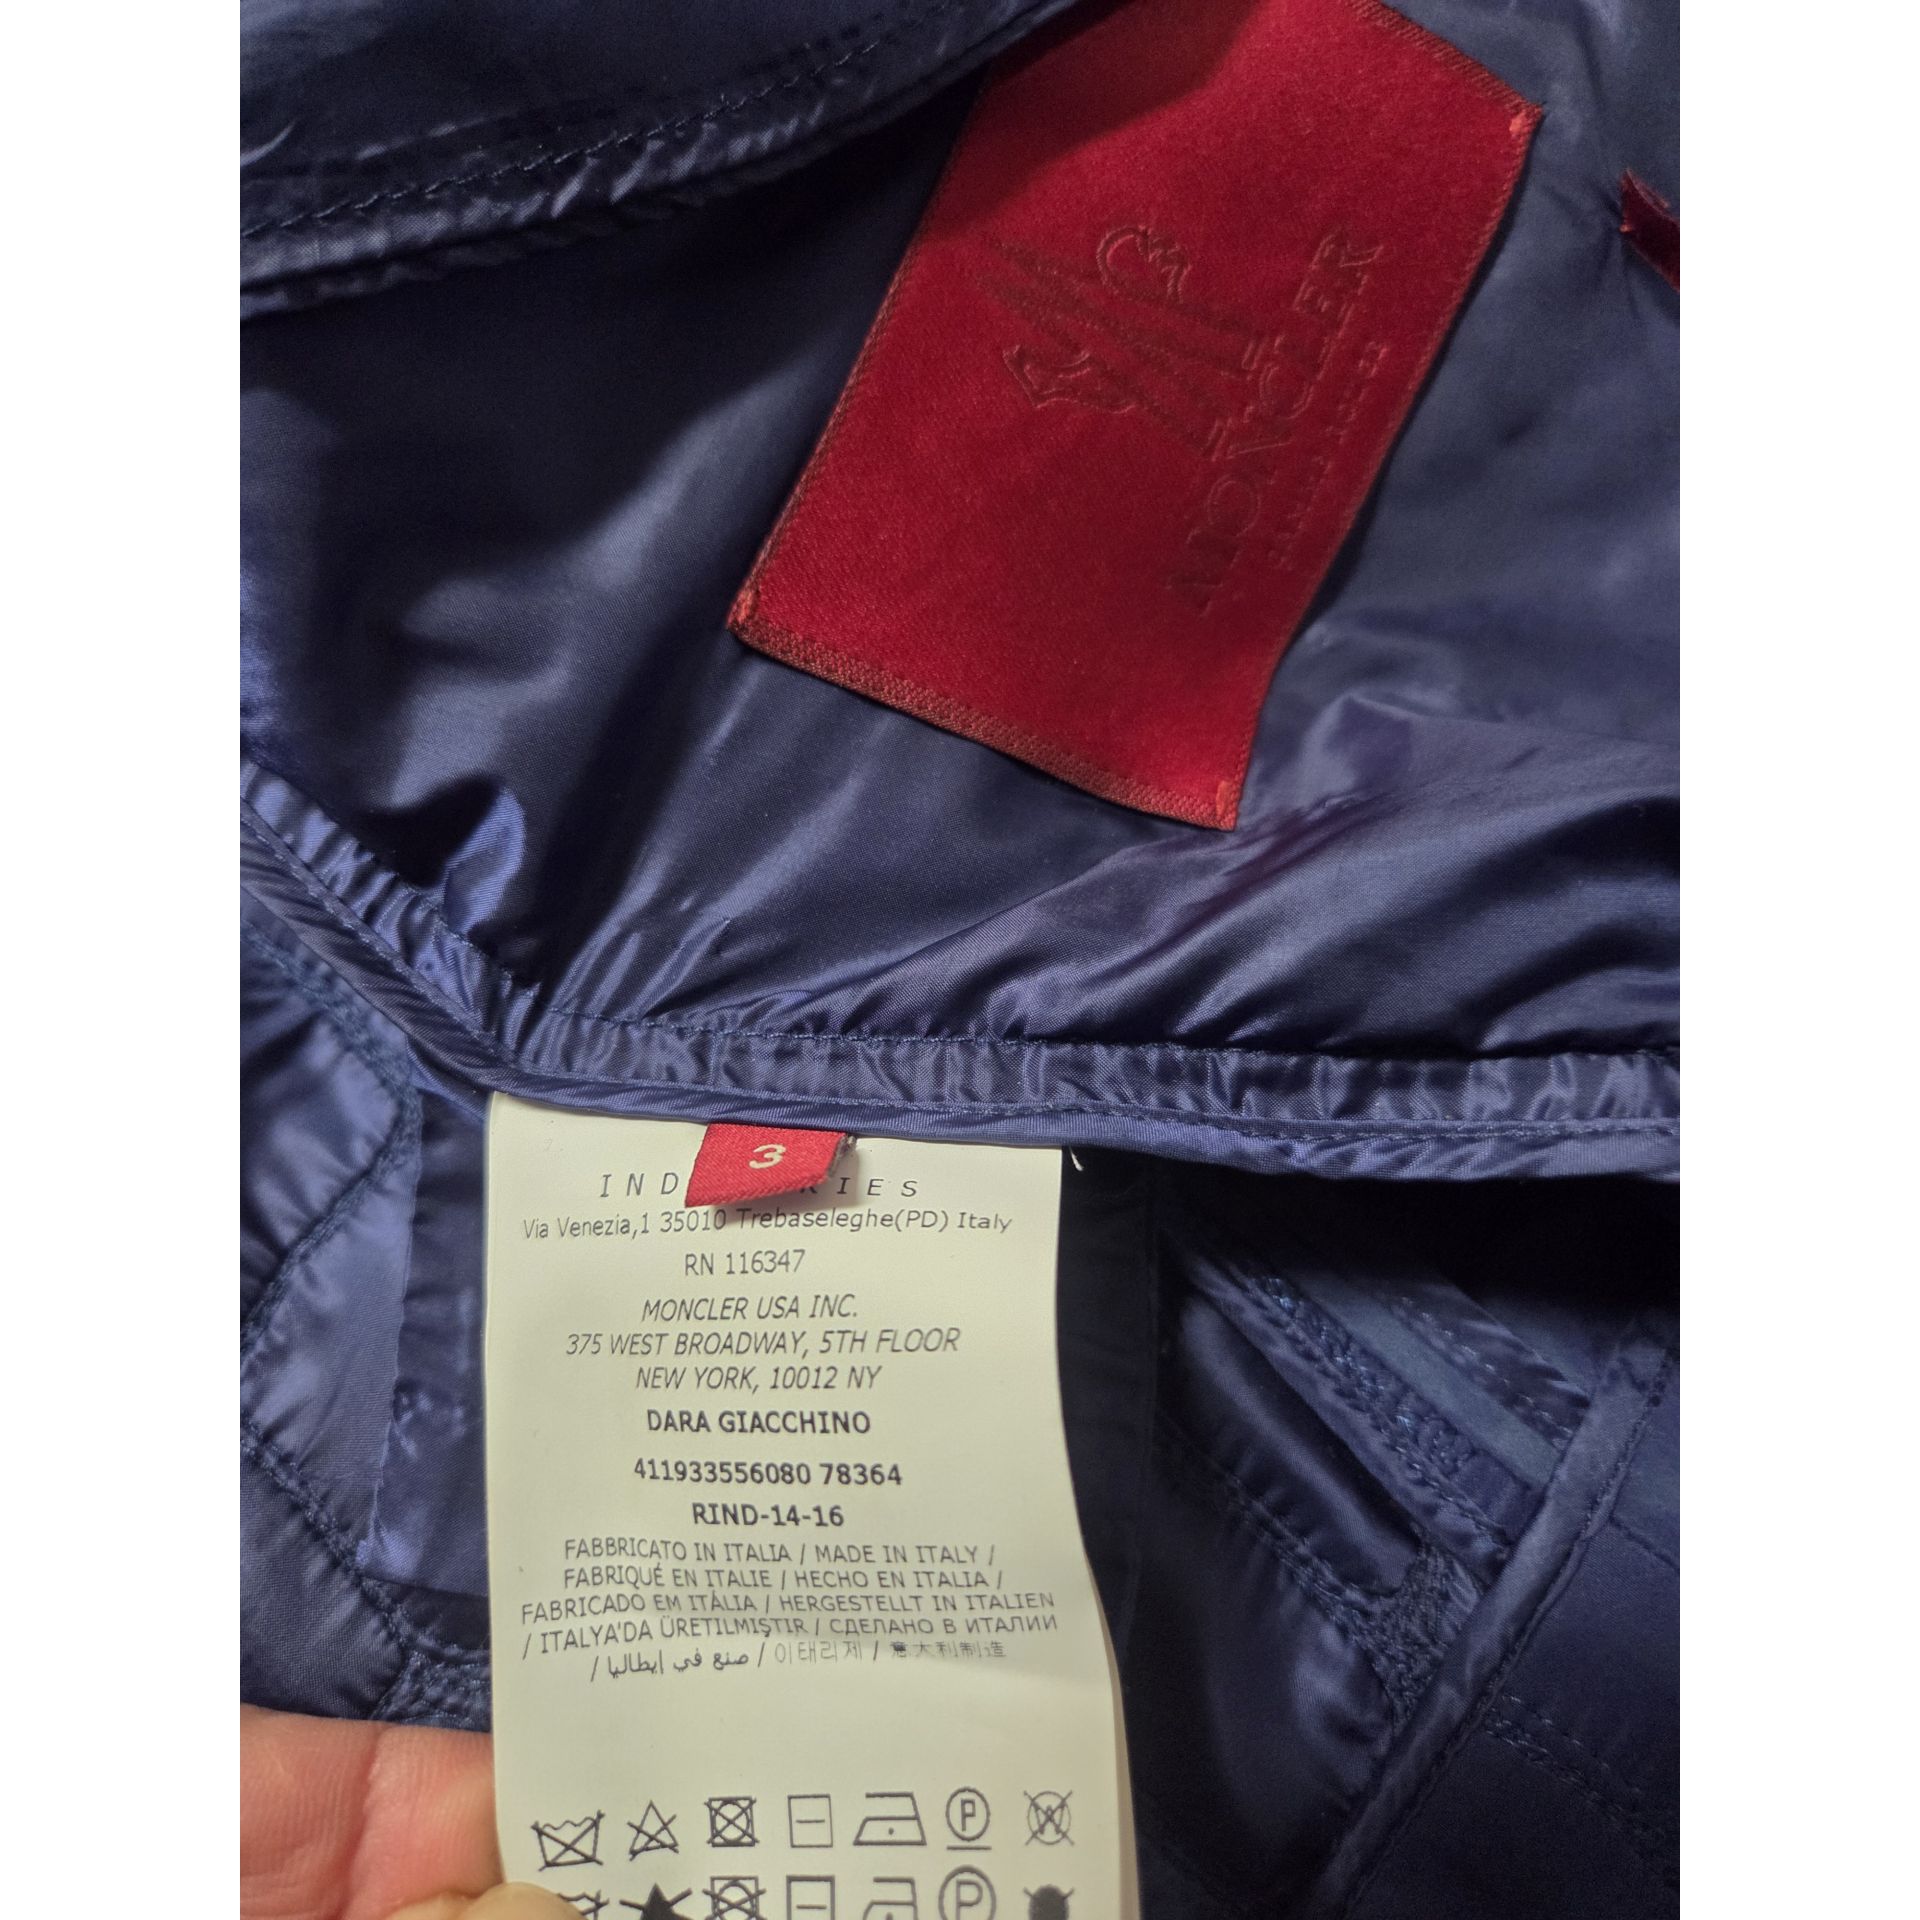 MONCLER
3
IND RIES
Via Venezia,1 35010 Trebaseleghe(PD) Italy
RN 116347
MONCLER USA INC.
375 WEST BROADWAY, 5TH FLOOR
NEW YORK, 10012 NY
DARA GIACCHINO
411933556080 78364
RIND-14-16
FABBRICATO IN ITALIA / MADE IN ITALY /
FABRIQUÉ EN ITALIE / HECHO EN ITALIA /
FABRICADO EM ITÁLIA / HERGESTELLT IN ITALIEN
/ ITALYA'DA ÜRETILMIŞTIR / СДЕЛАНО В ИТАЛИИ
/ صنع في إيطاليا / 이태리제 / 意大利制造
P
W
P